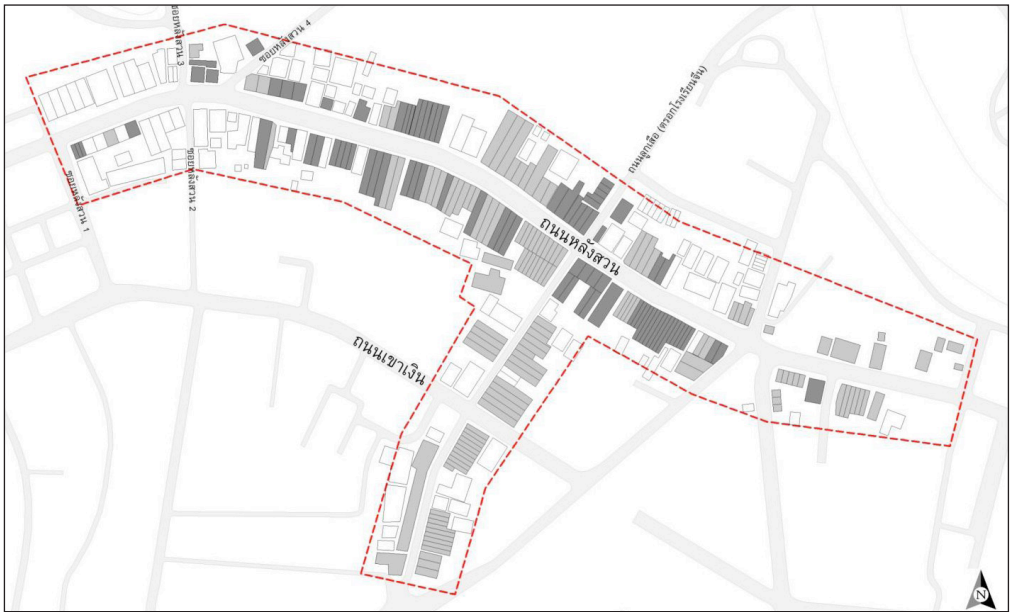 ซอยหลังสวน 3
ซอยหลังสวน 4
ถนนลูกเสือ (ตรอกโรงเรียนจีน)
ซอยหลังสวน 1
ซอยหลังสวน 2
ถนนหลังสวน
ถนนเขาเงิน
N